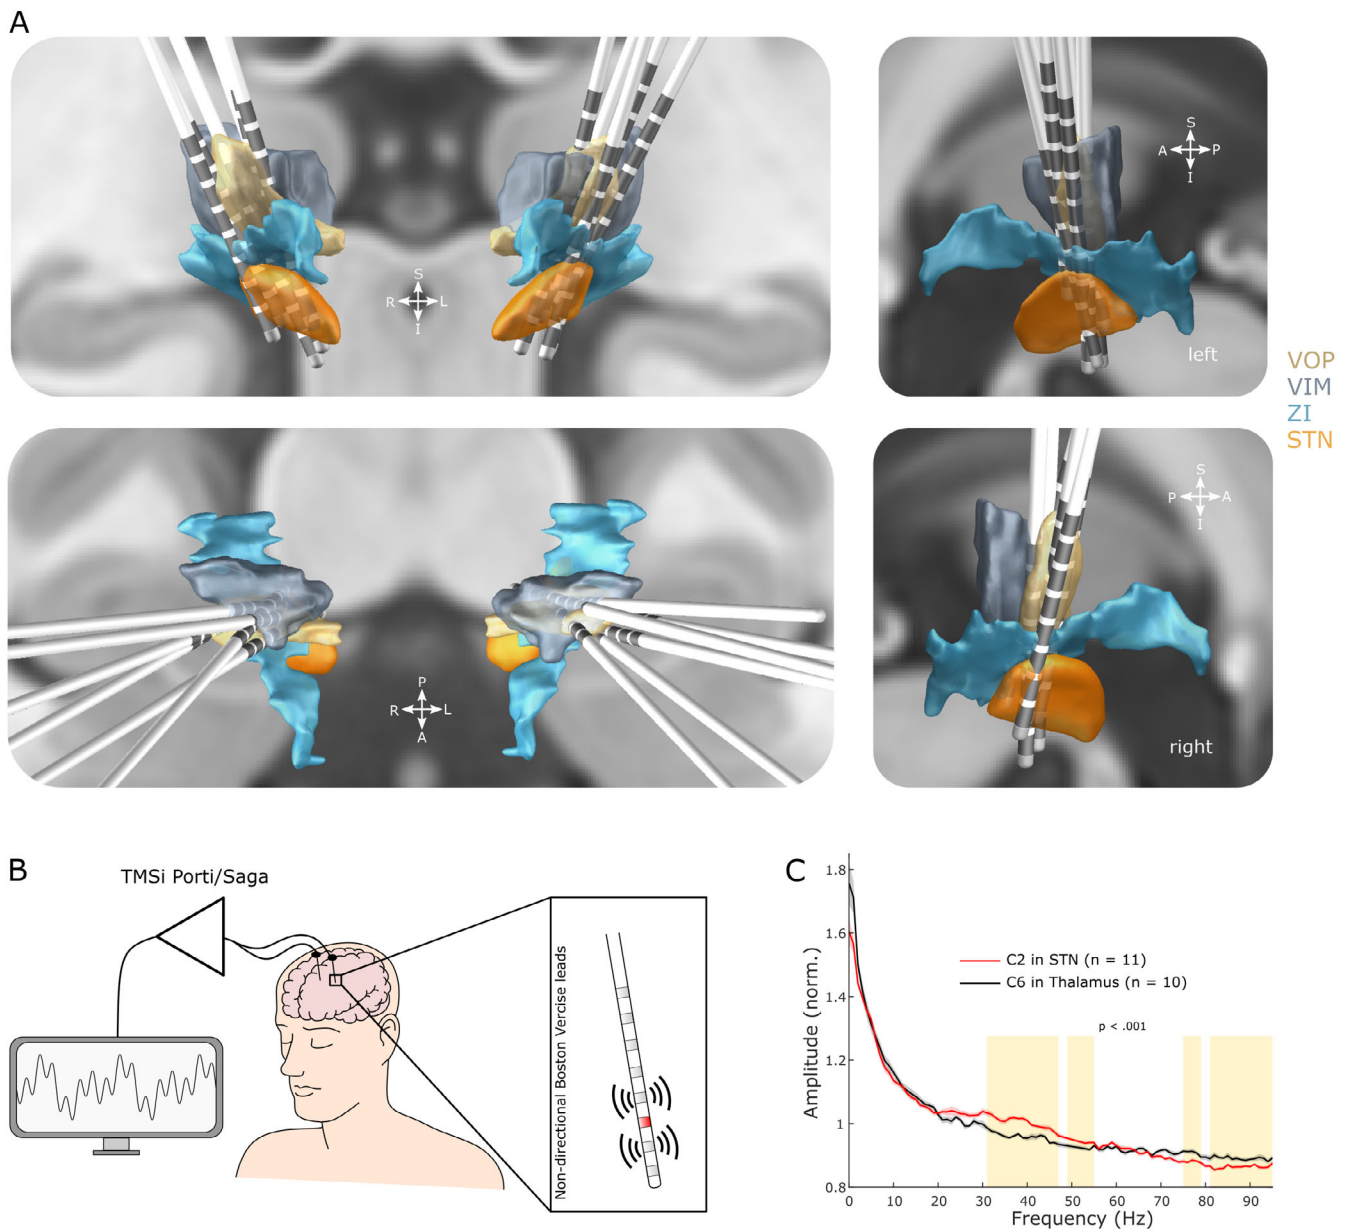 A
S
R L
I
S
A P
I
left
VOP
VIM
ZI
STN
P
R L
A
S
P A
I
right
B
TMSi Porti/Saga
Non-directional Boston Vercise leads
C
Amplitude (norm.)
1.8
1.6
1.4
1.2
1
0.8
C2 in STN (n = 11)
C6 in Thalamus (n = 10)
p < .001
0 10 20 30 40 50 60 70 80 90
Frequency (Hz)